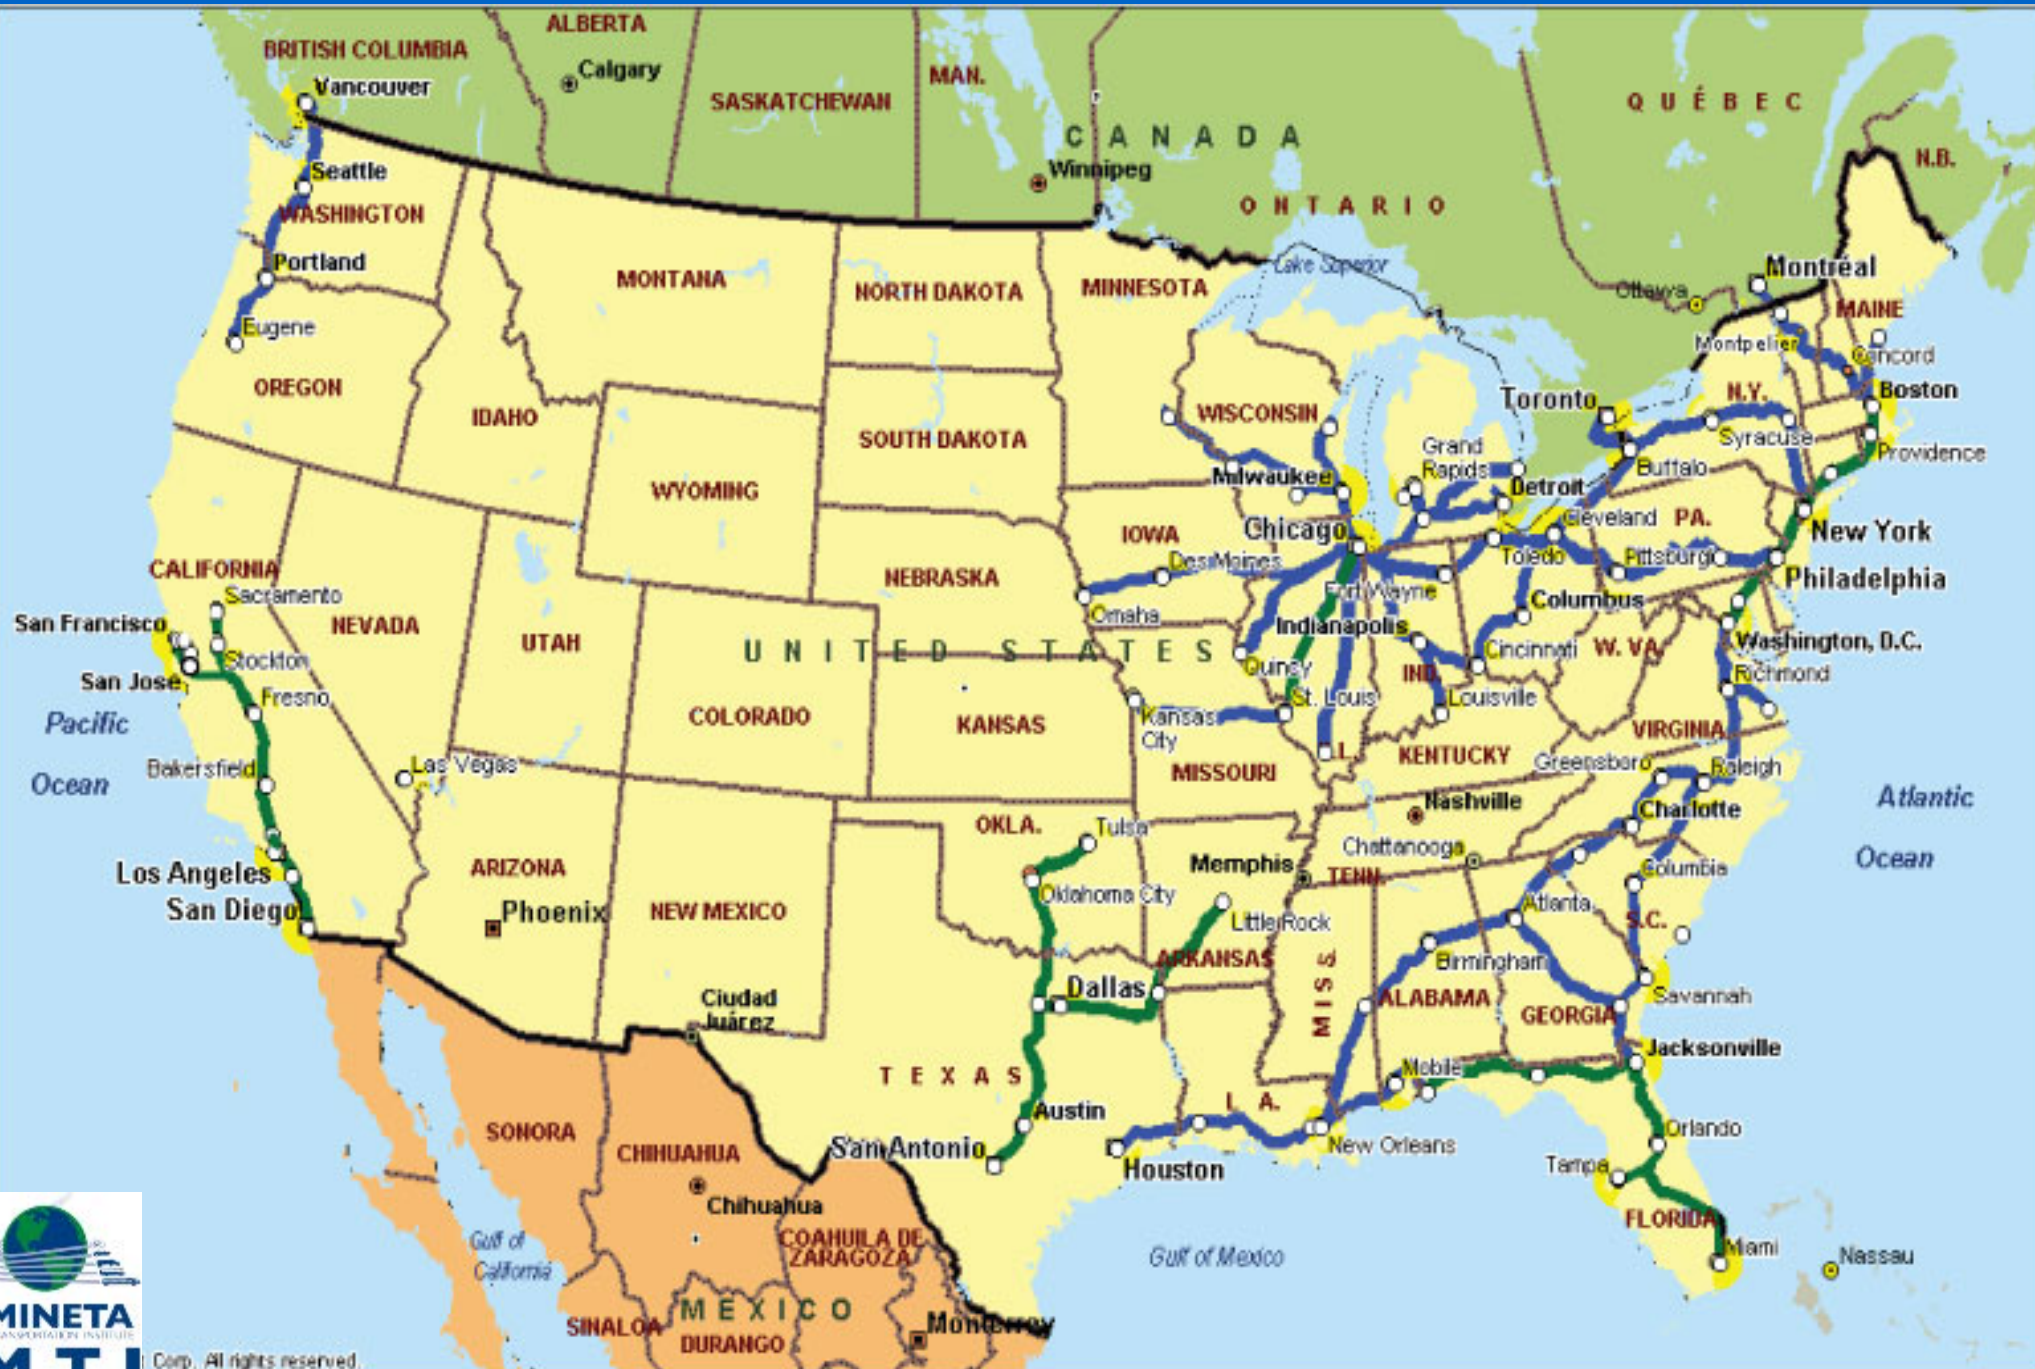 ALBERTA
BRITISH COLUMBIA
Calgary
Vancouver
SASKATCHEWAN
MAN.
QUÉBEC
CANADA
N.B.
Winnipeg
Seattle
WASHINGTON
ONTARIO
Portland
MONTANA
NORTH DAKOTA
MINNESOTA
Lake Superior
Ottawa
Montréal
MAINE
Eugene
Montpelier
Concord
OREGON
IDAHO
SOUTH DAKOTA
WISCONSIN
Toronto
N.Y.
Boston
Syracuse
Providence
Grand
Rapids
Buffalo
WYOMING
Milwaukee
Detroit
IOWA
Chicago
Cleveland
PA.
New York
CALIFORNIA
NEBRASKA
Des Moines
Toledo
Pittsburg
Philadelphia
Sacramento
Omaha
Fort Wayne
Columbus
San Francisco
NEVADA
UTAH
UNITED STATES
Indianapolis
Cincinnati
W. VA.
Washington, D.C.
Stockton
Quincy
IND.
Richmond
San Jose
Fresno
COLORADO
KANSAS
Kansas
City
St. Louis
Louisville
Pacific
Ocean
VIRGINIA
Bakersfield
Las Vegas
MISSOURI
KENTUCKY
Greensboro
Raleigh
Atlantic
Ocean
OKLA.
Tulsa
Nashville
Charlotte
Los Angeles
ARIZONA
Memphis
TENN.
Chattanooga
Columbia
San Diego
Phoenix
NEW MEXICO
Oklahoma City
Little Rock
Atlanta
S.C.
ARKANSAS
Birmingham
Ciudad
Juárez
Dallas
MISS.
ALABAMA
GEORGIA
Savannah
TEXAS
Mobile
Jacksonville
SONORA
Austin
L A.
Orlando
CHIHUAHUA
San Antonio
Houston
New Orleans
Tampa
Chihuahua
FLORIDA
Gulf of
California
COAHUILA DE
ZARAGOZA
Gulf of Mexico
Miami
Nassau
MINETA
TRANSPORTATION INSTITUTE
MEXICO
SINALOA
DURANGO
Monterrey
MTI
Corp. All rights reserved.